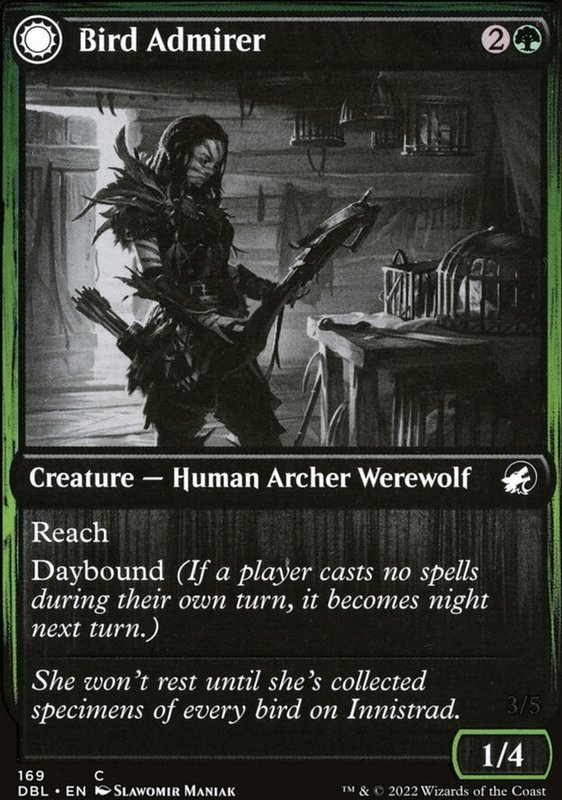 Bird Admirer 2
Creature — Human Archer Werewolf
Reach
Daybound (If a player casts no spells
during their own turn, it becomes night
next turn.)
She won't rest until she's collected
specimens of every bird on Innistrad.
3/5
1/4
169 C
DBL • EN Slawomir Maniak
™ & © 2022 Wizards of the Coast